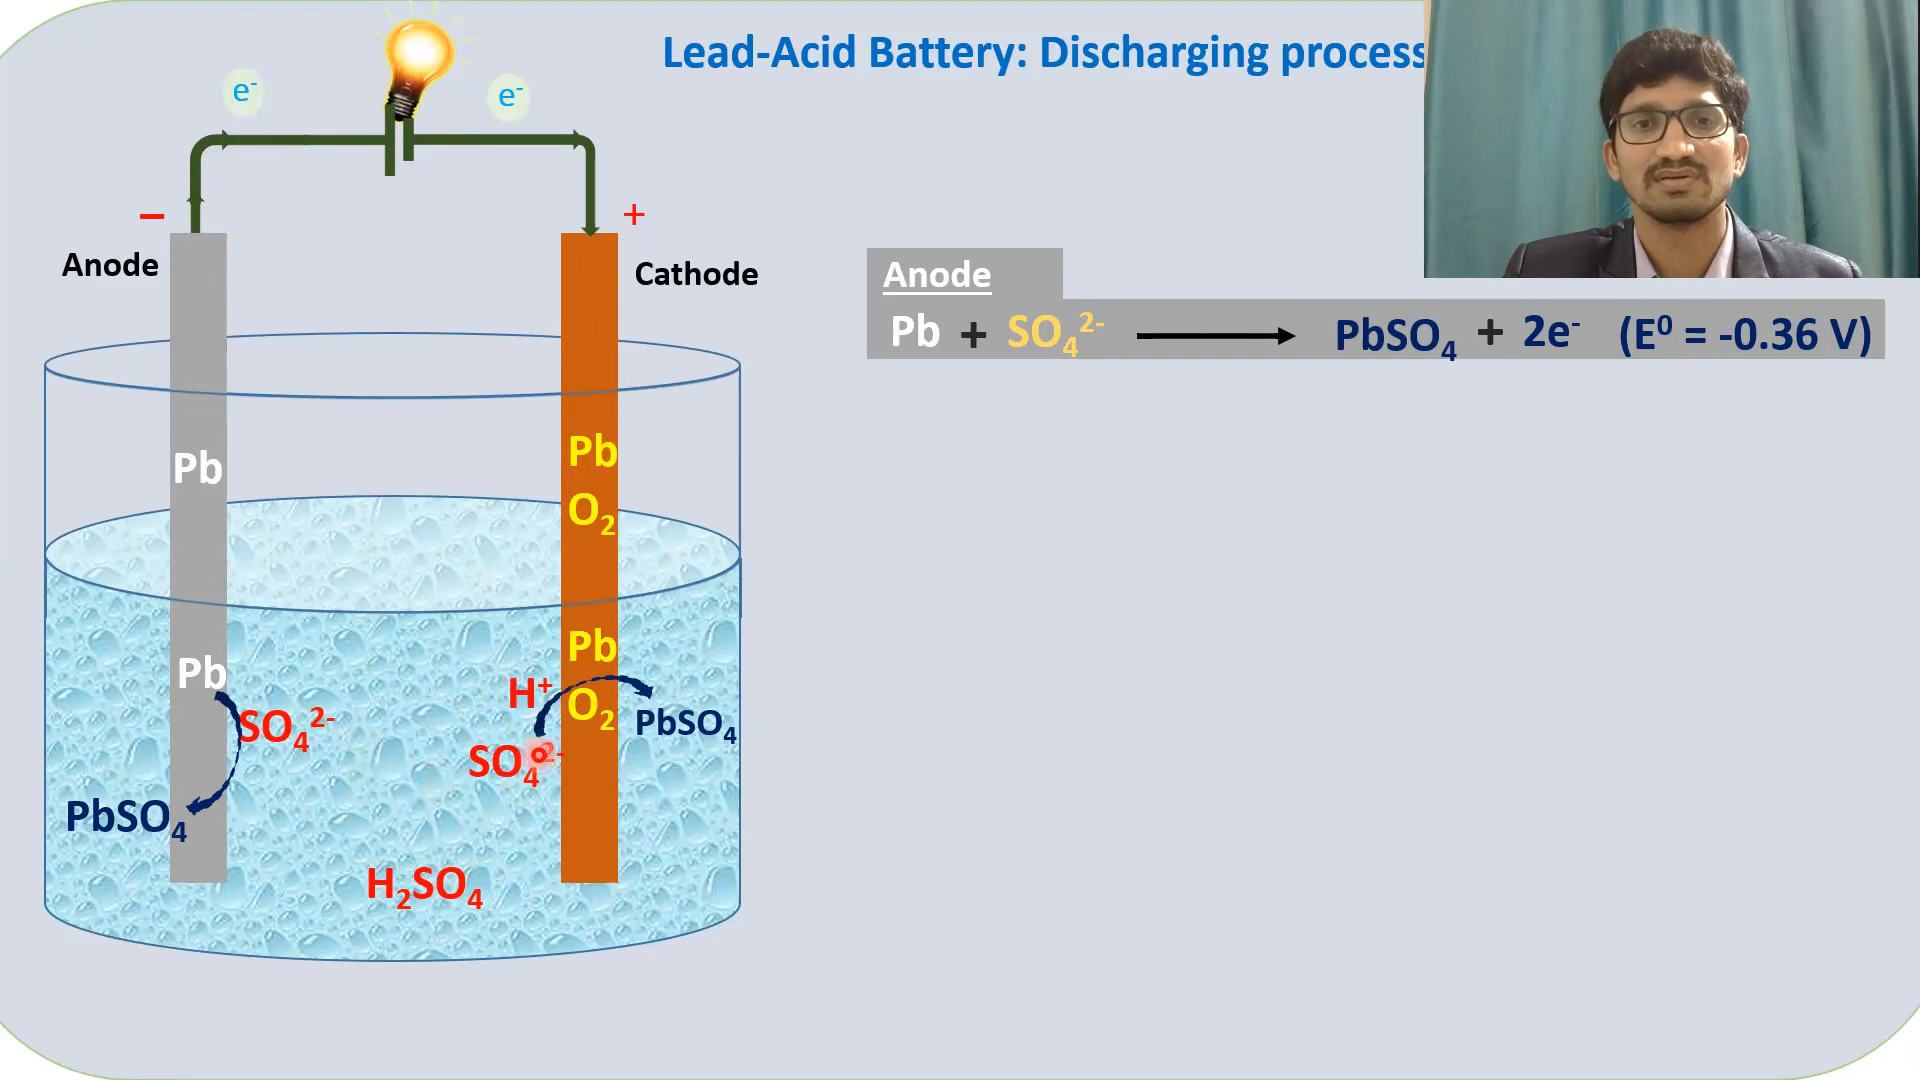 Lead-Acid Battery: Discharging process
e⁻ e⁻
− +
Anode
Cathode
Anode
Pb + SO₄²⁻ ⟶ PbSO₄ + 2e⁻ (E⁰ = -0.36 V)
Pb
Pb
O₂
Pb
Pb
O₂
H⁺
SO₄²⁻
PbSO₄
SO₄²⁻
PbSO₄
H₂SO₄